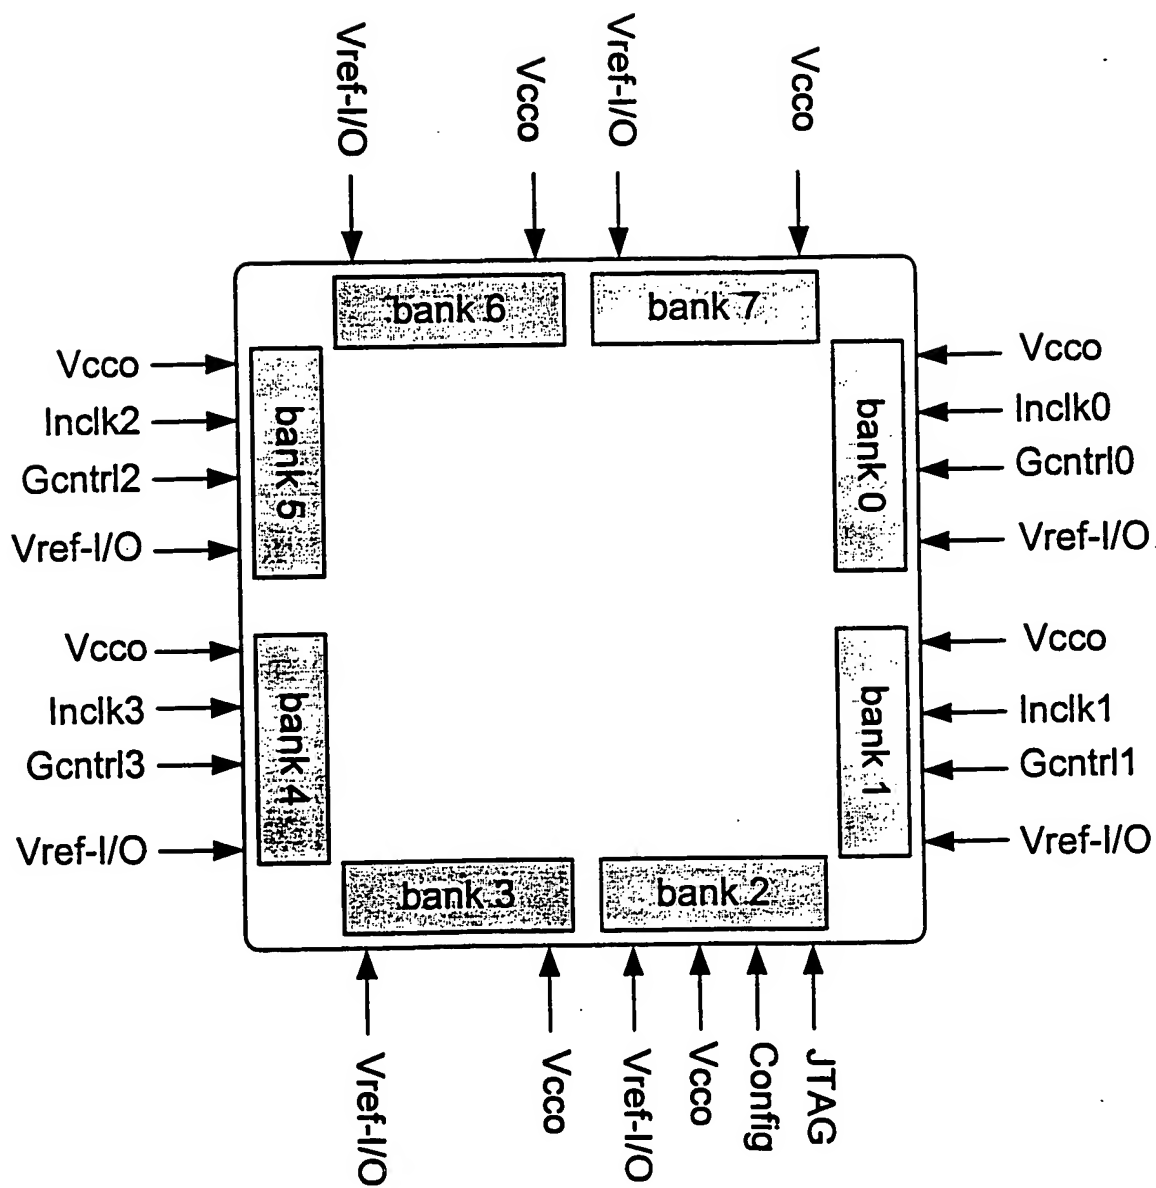 Vref-I/O
Vcco
Vref-I/O
Vcco
bank 6
bank 7
Vcco
Inclk2
Gcntrl2
Vref-I/O
bank 5
bank 0
Vcco
Inclk0
Gcntrl0
Vref-I/O
Vcco
Inclk3
Gcntrl3
Vref-I/O
bank 4
bank 1
Vcco
Inclk1
Gcntrl1
Vref-I/O
bank 3
bank 2
Vref-I/O
Vcco
Vref-I/O
Vcco
Config
JTAG